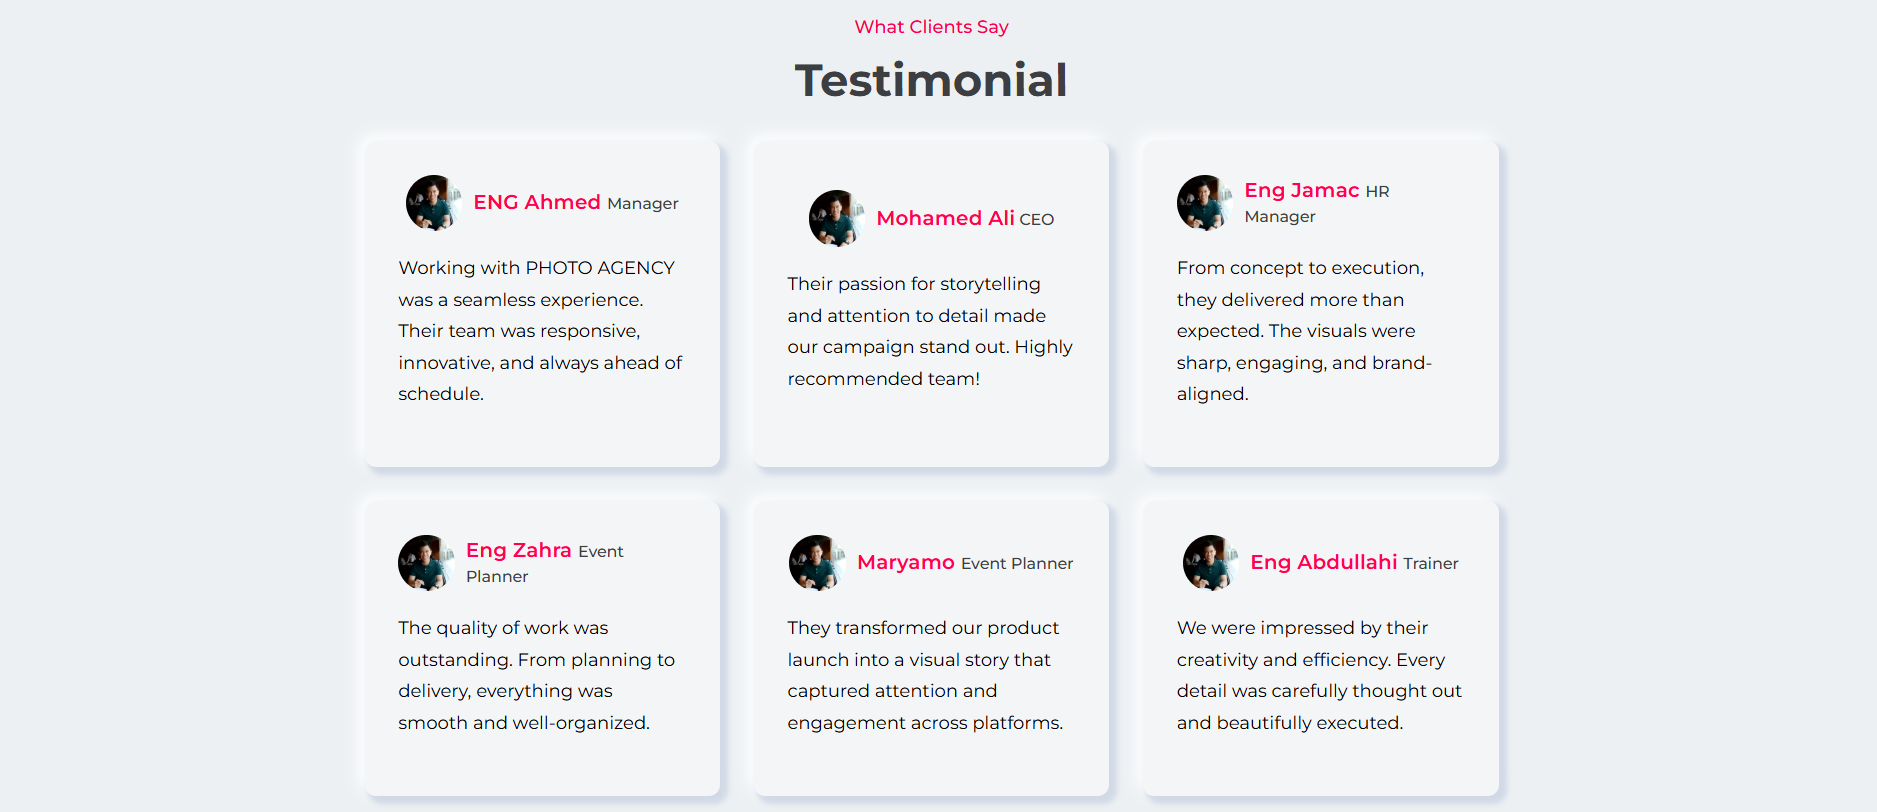 What Clients Say
Testimonial
ENG Ahmed Manager
Working with PHOTO AGENCY
was a seamless experience.
Their team was responsive,
innovative, and always ahead of
schedule.
Mohamed Ali CEO
Their passion for storytelling
and attention to detail made
our campaign stand out. Highly
recommended team!
Eng Jamac HR
Manager
From concept to execution,
they delivered more than
expected. The visuals were
sharp, engaging, and brand-
aligned.
Eng Zahra Event
Planner
The quality of work was
outstanding. From planning to
delivery, everything was
smooth and well-organized.
Maryamo Event Planner
They transformed our product
launch into a visual story that
captured attention and
engagement across platforms.
Eng Abdullahi Trainer
We were impressed by their
creativity and efficiency. Every
detail was carefully thought out
and beautifully executed.